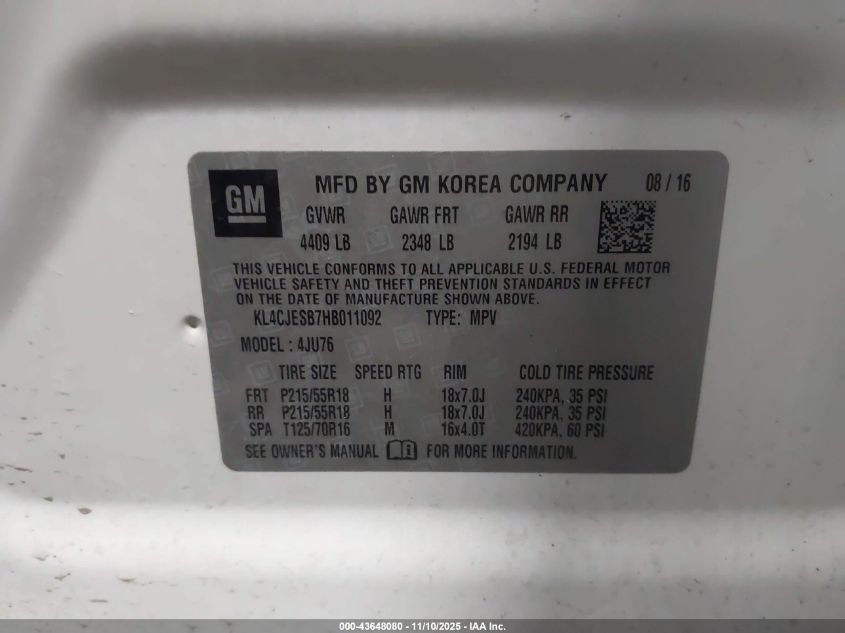 GM
MFD BY GM KOREA COMPANY 08 / 16
GVWR GAWR FRT GAWR RR
4409 LB 2348 LB 2194 LB
THIS VEHICLE CONFORMS TO ALL APPLICABLE U.S. FEDERAL MOTOR
VEHICLE SAFETY AND THEFT PREVENTION STANDARDS IN EFFECT
ON THE DATE OF MANUFACTURE SHOWN ABOVE.
KL4CJESB7HB011092 TYPE: MPV
MODEL : 4JU76
TIRE SIZE SPEED RTG RIM COLD TIRE PRESSURE
FRT P215/55R18 H 18x7.0J 240KPA, 35 PSI
RR P215/55R18 H 18x7.0J 240KPA, 35 PSI
SPA T125/70R16 M 16x4.0T 420KPA, 60 PSI
SEE OWNER'S MANUAL FOR MORE INFORMATION.
000-43648080 - 11/10/2025 - IAA Inc.